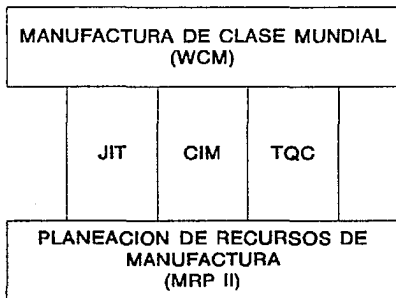 MANUFACTURA DE CLASE MUNDIAL
(WCM)
JIT CIM TQC
PLANEACION DE RECURSOS DE
MANUFACTURA
(MRP II)